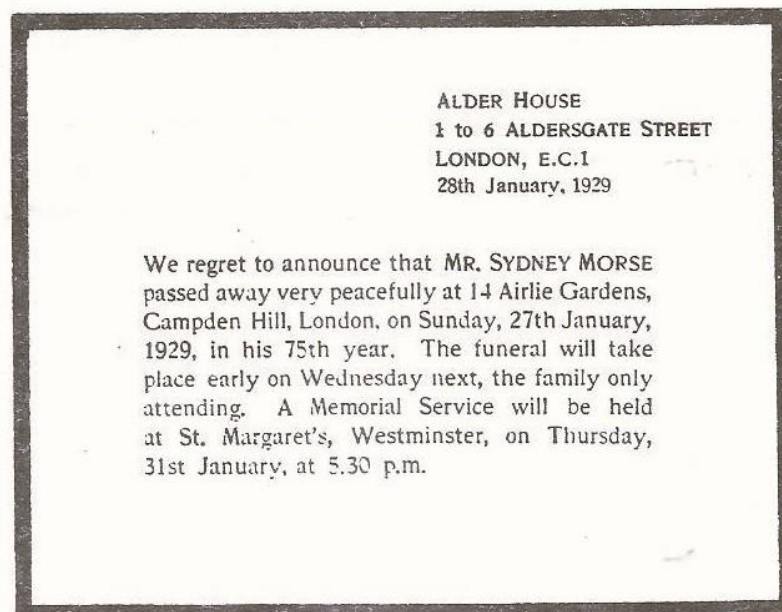 ALDER HOUSE
1 to 6 ALDERSGATE STREET
LONDON, E.C.1
28th January, 1929
We regret to announce that MR. SYDNEY MORSE
passed away very peacefully at 14 Airlie Gardens,
Campden Hill, London, on Sunday, 27th January,
1929, in his 75th year. The funeral will take
place early on Wednesday next, the family only
attending. A Memorial Service will be held
at St. Margaret's, Westminster, on Thursday,
31st January, at 5.30 p.m.